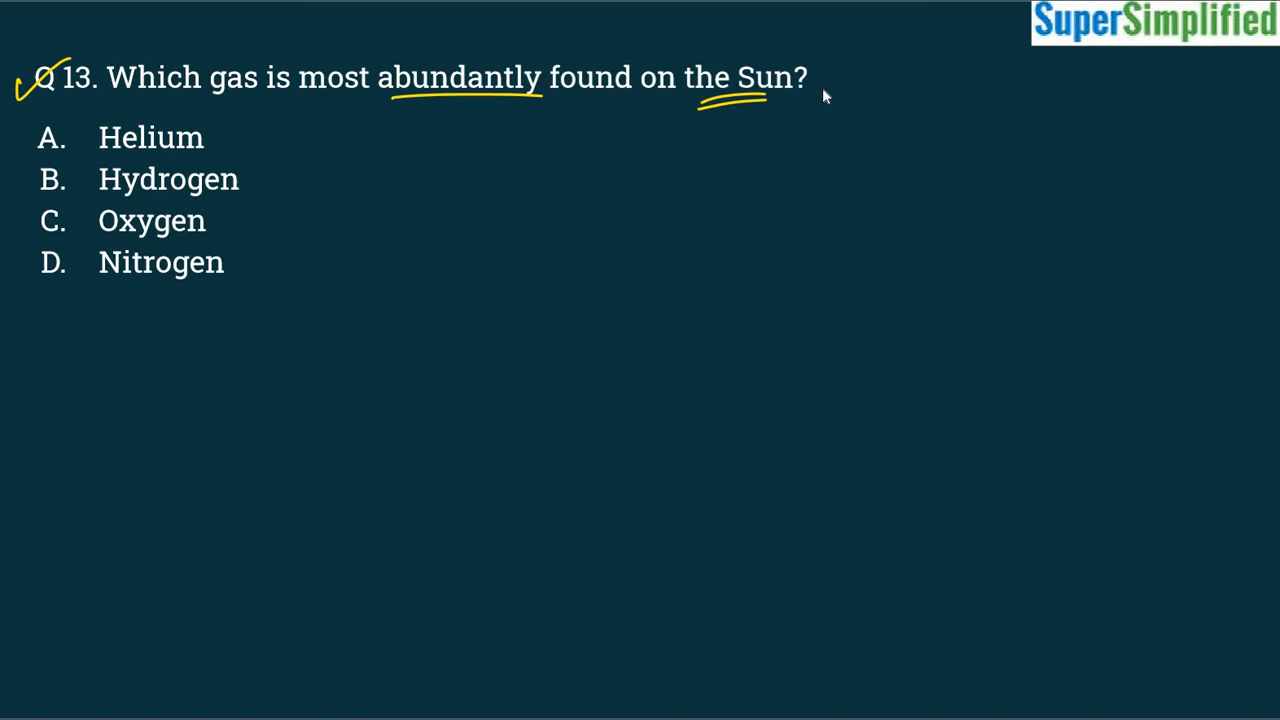 SuperSimplified
Q 13. Which gas is most abundantly found on the Sun?
A. Helium
B. Hydrogen
C. Oxygen
D. Nitrogen